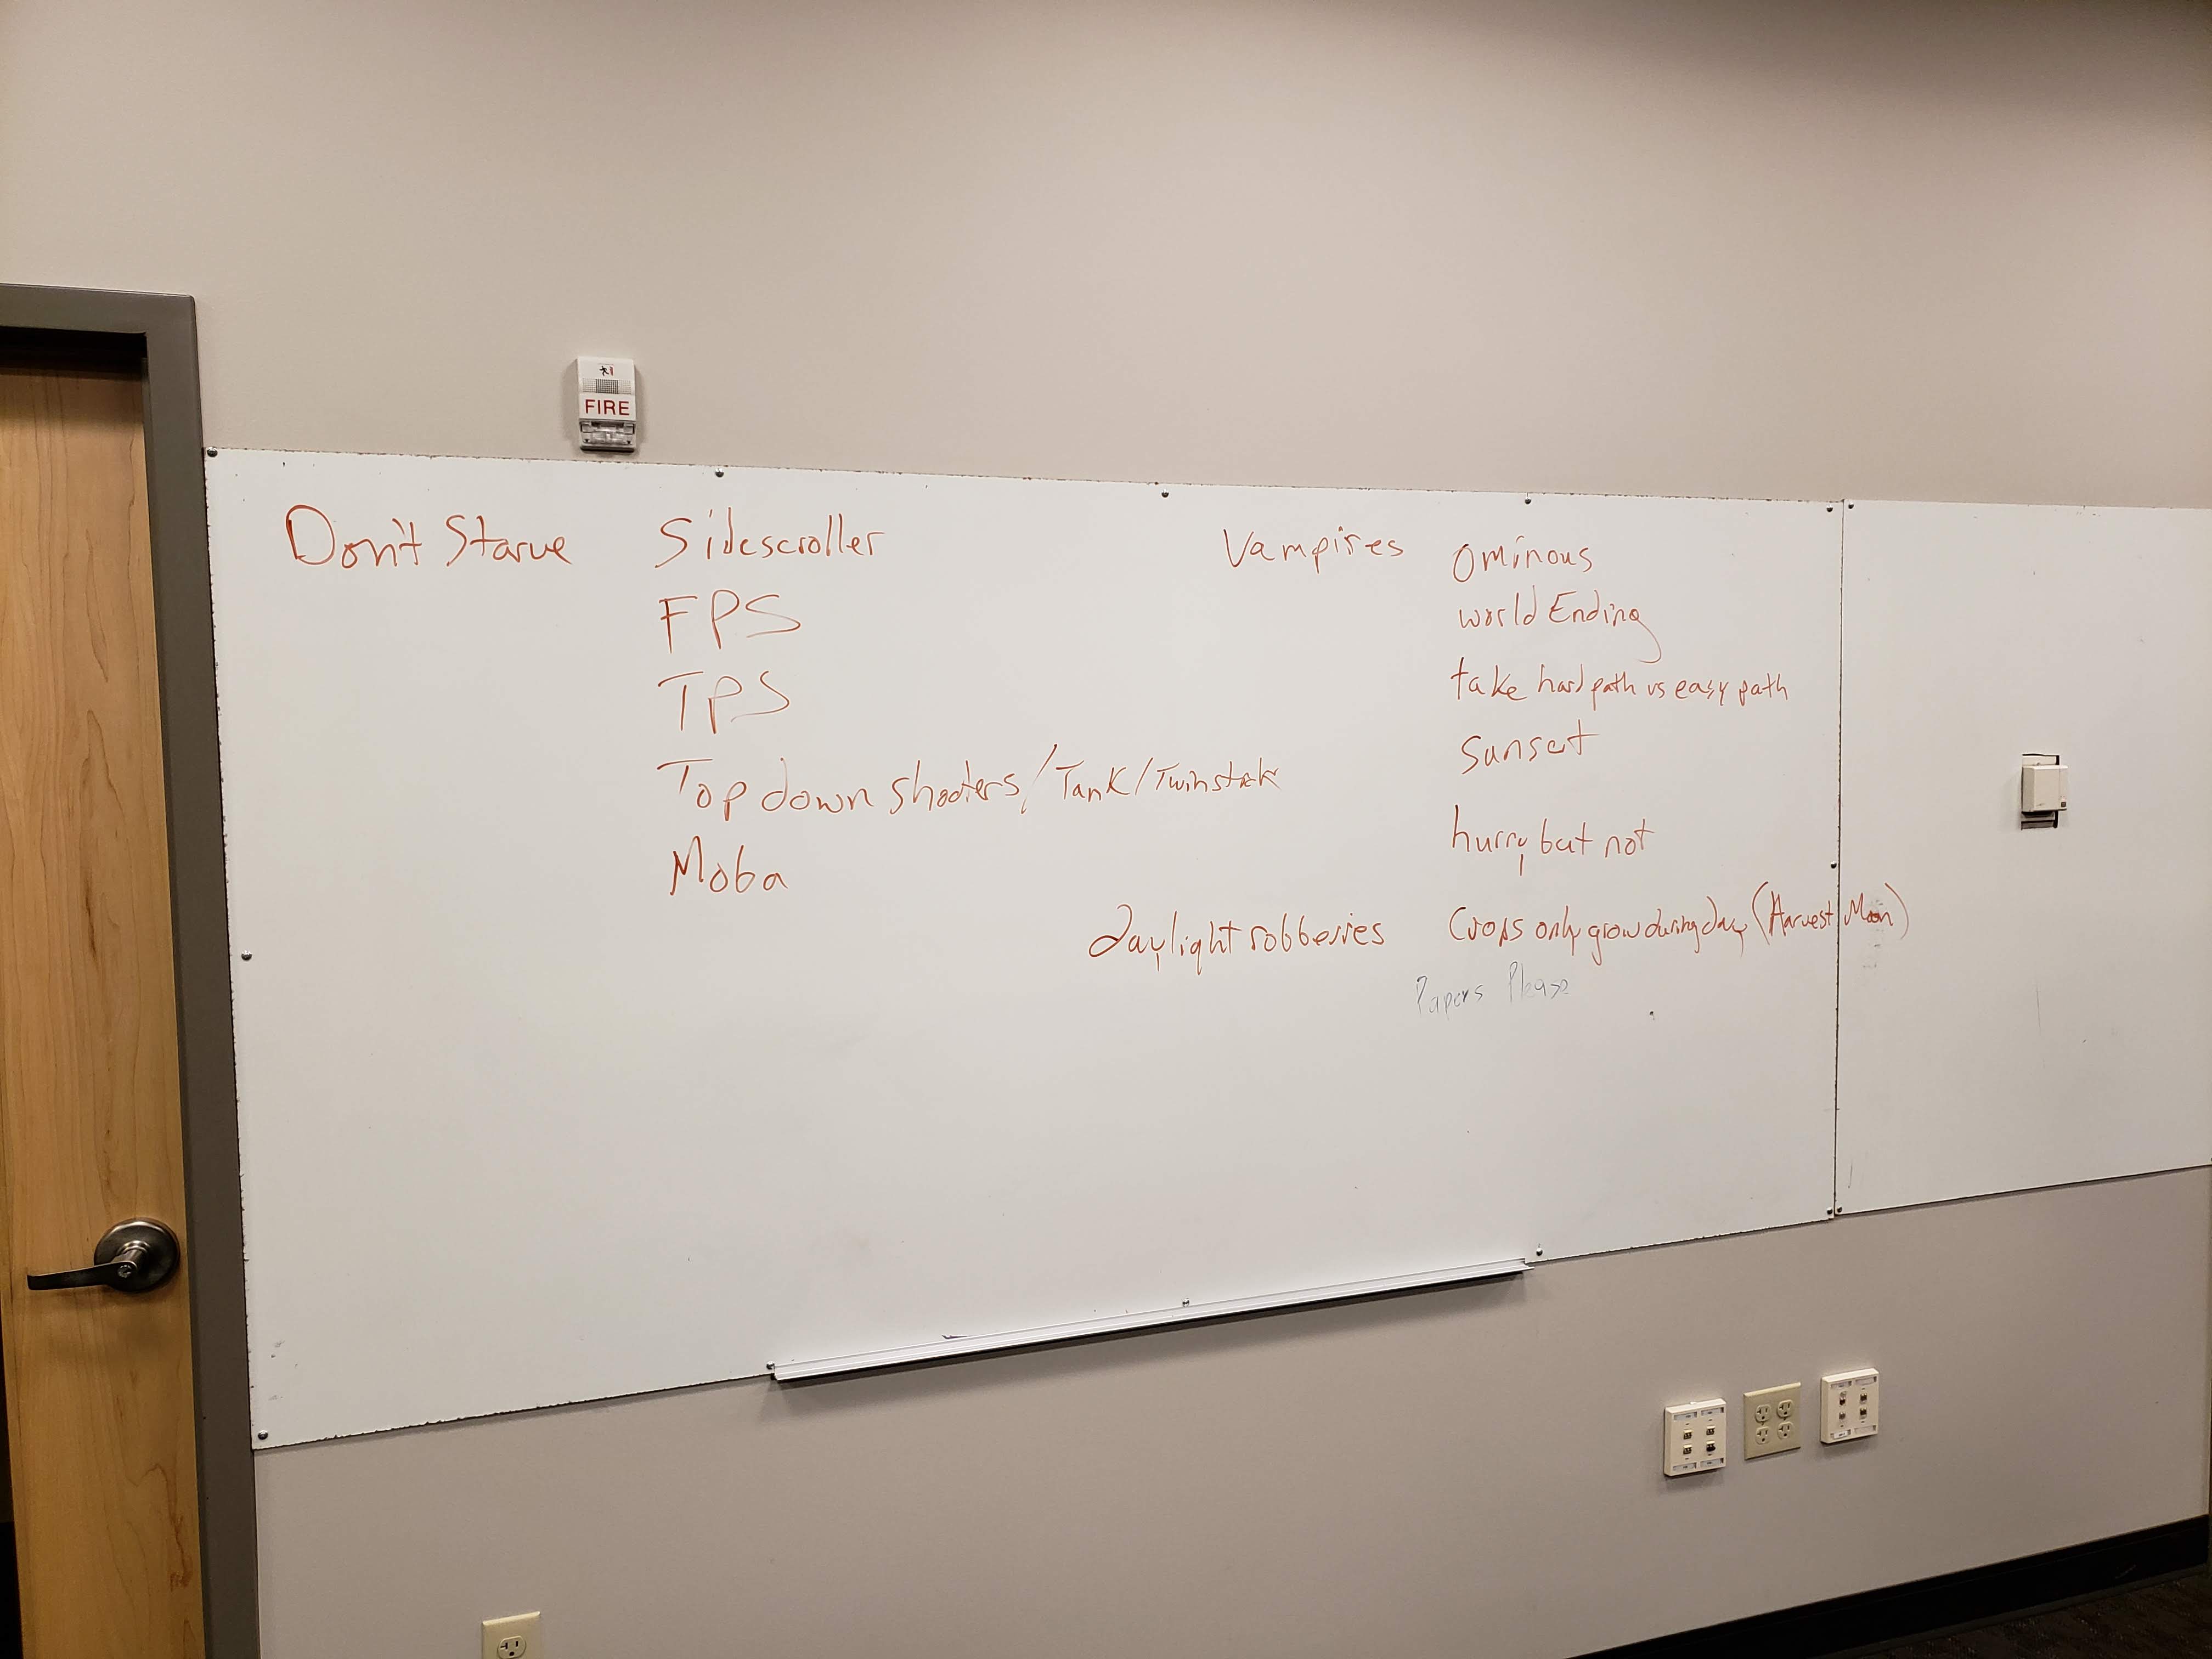 FIRE
Don't Starve
Sidescroller
FPS
TPS
Top down shooters/Tank/Twinstick
Moba
Vampires
Ominous
world Ending
take hard path vs easy path
sunset
hurry but not
daylight robberies
Crops only grow during day (Harvest Moon)
Papers Please